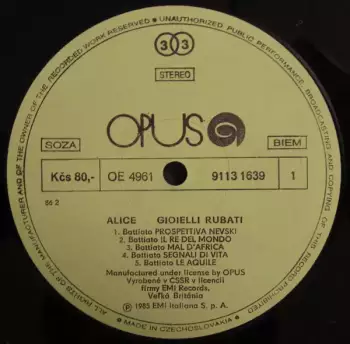 ALL RIGHTS OF THE MANUFACTURER AND OF THE OWNER OF THE RECORDED WORK RESERVED • UNAUTHORIZED PUBLIC PERFORMANCE, BROADCASTING AND COPYING OF THIS RECORD PROHIBITED
33
STEREO
SOZA
OPUS
BIEM
Kčs 80,-
OE 4961
9113 1639
1
86 2
ALICE GIOIELLI RUBATI
1. Battiato PROSPETTIVA NEVSKI
2. Battiato IL RE DEL MONDO
3. Battiato MAL D'AFRICA
4. Battiato SEGNALI DI VITA
5. Battiato LE AQUILE
Manufactured under license by OPUS
Vyrobené v ČSSR v licencii
firmy EMI Records,
Veľká Británia
Ⓟ 1985 EMI Italiana S. p. A.
MADE IN CZECHOSLOVAKIA